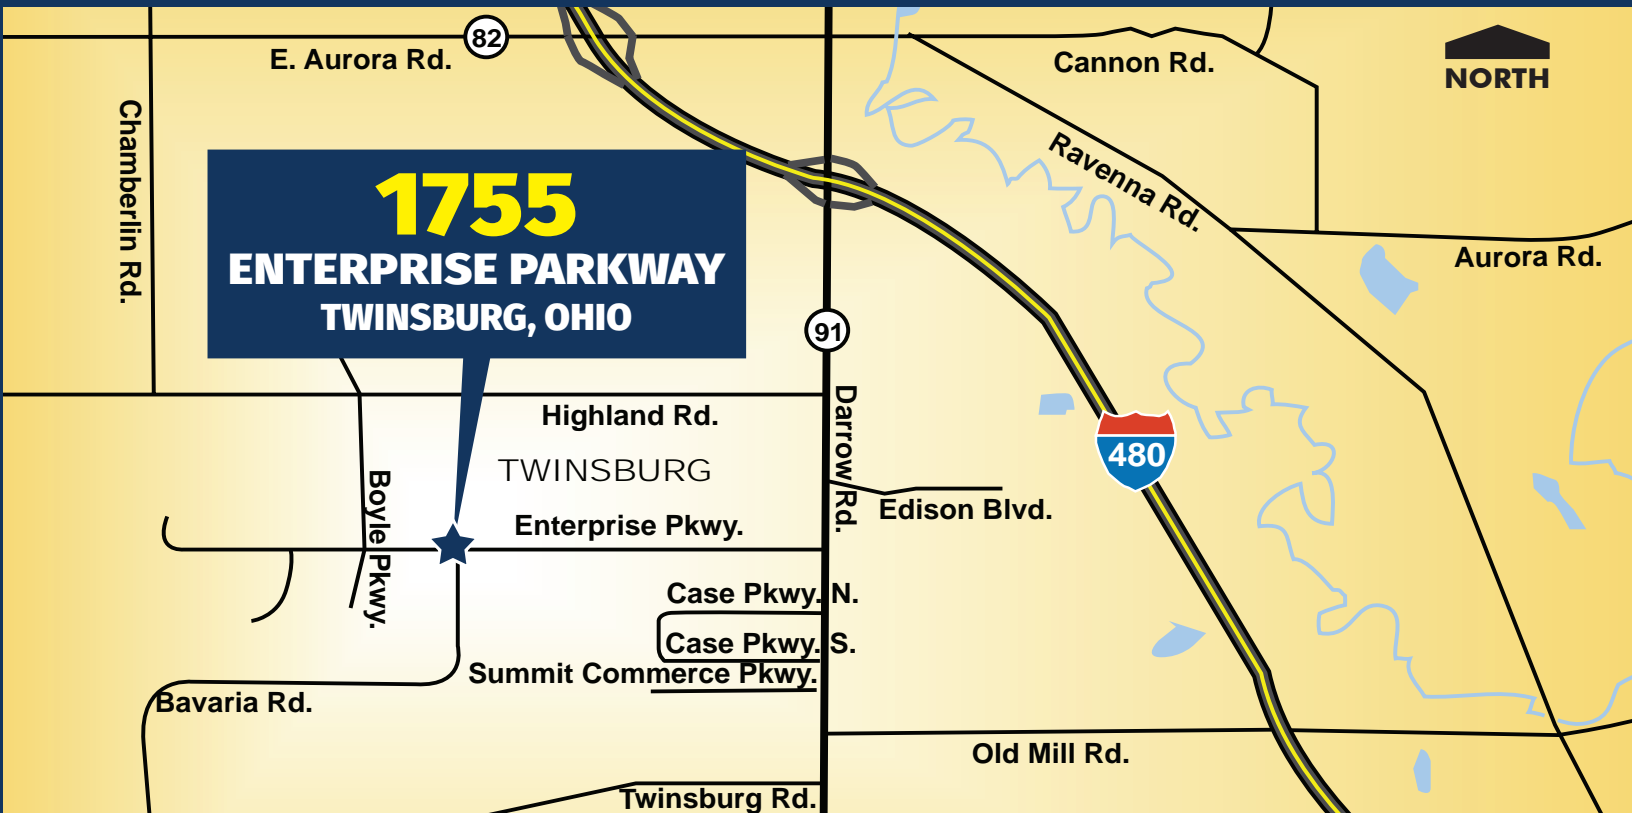 82
E. Aurora Rd.
Cannon Rd.
NORTH
Chamberlin Rd.
Ravenna Rd.
1755
ENTERPRISE PARKWAY
TWINSBURG, OHIO
Aurora Rd.
91
Highland Rd.
Darrow Rd.
480
TWINSBURG
Boyle Pkwy.
Enterprise Pkwy.
Edison Blvd.
Case Pkwy. N.
Case Pkwy. S.
Summit Commerce Pkwy.
Bavaria Rd.
Old Mill Rd.
Twinsburg Rd.